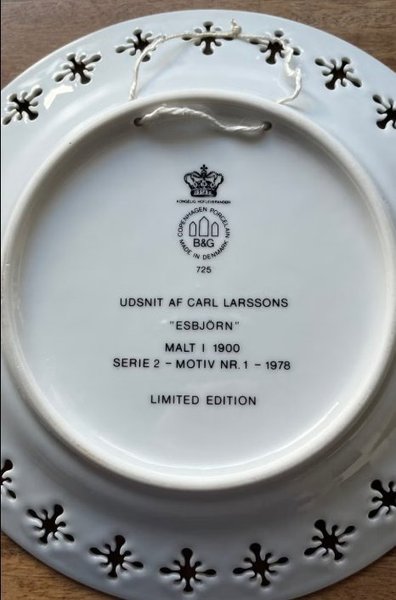 KONGELIG HOFLEVERANDØR
COPENHAGEN PORCELAIN
B&G
MADE IN DENMARK
725
UDSNIT AF CARL LARSSONS
"ESBJÖRN"
MALT I 1900
SERIE 2 – MOTIV NR. 1 – 1978
LIMITED EDITION